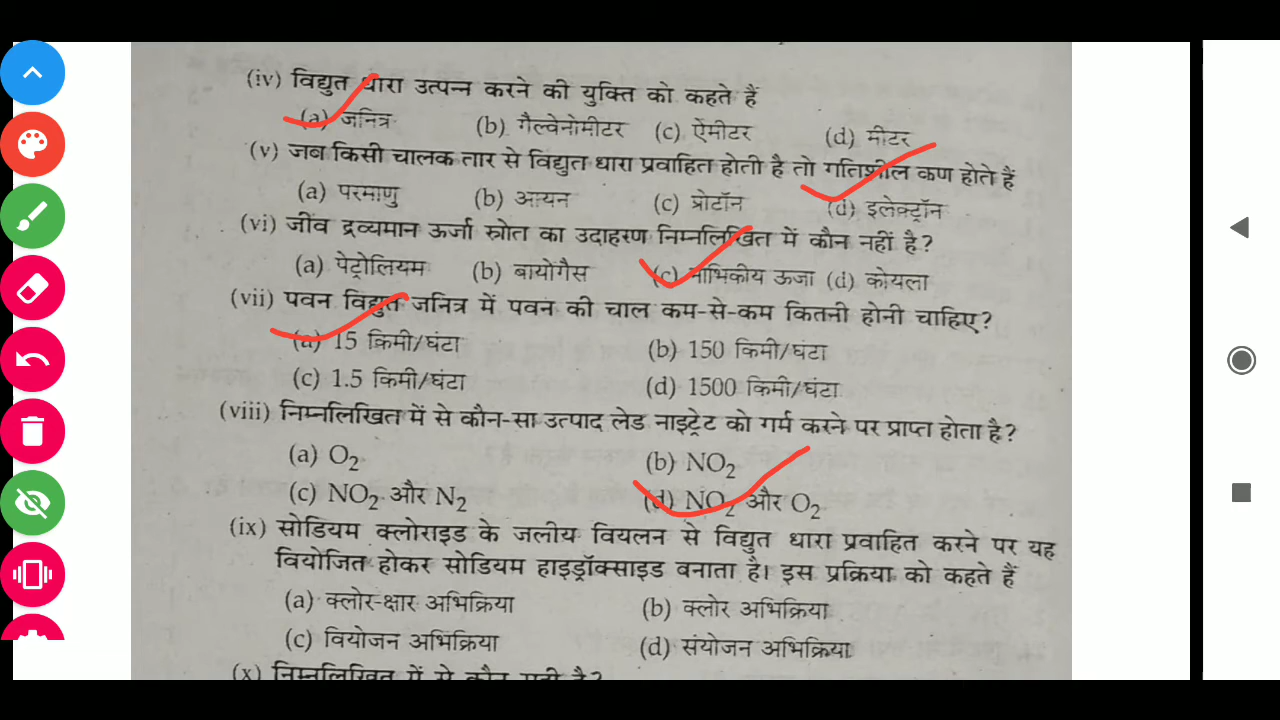 (iv) विद्युत धारा उत्पन्न करने की युक्ति को कहते हैं
(a) जनित्र (b) गैल्वेनोमीटर (c) ऐमीटर (d) मीटर
(v) जब किसी चालक तार से विद्युत धारा प्रवाहित होती है तो गतिशील कण होते हैं
(a) परमाणु (b) आयन (c) प्रोटॉन (d) इलेक्ट्रॉन
(vi) जीव द्रव्यमान ऊर्जा स्रोत का उदाहरण निम्नलिखित में कौन नहीं है?
(a) पेट्रोलियम (b) बायोगैस (c) नाभिकीय ऊजा (d) कोयला
(vii) पवन विद्युत जनित्र में पवन की चाल कम-से-कम कितनी होनी चाहिए?
(a) 15 किमी/घंटा (b) 150 किमी/घंटा
(c) 1.5 किमी/घंटा (d) 1500 किमी/घंटा
(viii) निम्नलिखित में से कौन-सा उत्पाद लेड नाइट्रेट को गर्म करने पर प्राप्त होता है?
(a) O₂ (b) NO₂
(c) NO₂ और N₂ (d) NO₂ और O₂
(ix) सोडियम क्लोराइड के जलीय वियलन से विद्युत धारा प्रवाहित करने पर यह
वियोजित होकर सोडियम हाइड्रॉक्साइड बनाता है। इस प्रक्रिया को कहते हैं
(a) क्लोर-क्षार अभिक्रिया (b) क्लोर अभिक्रिया
(c) वियोजन अभिक्रिया (d) संयोजन अभिक्रिया
(x) निम्नलिखित में से कौन सही है?